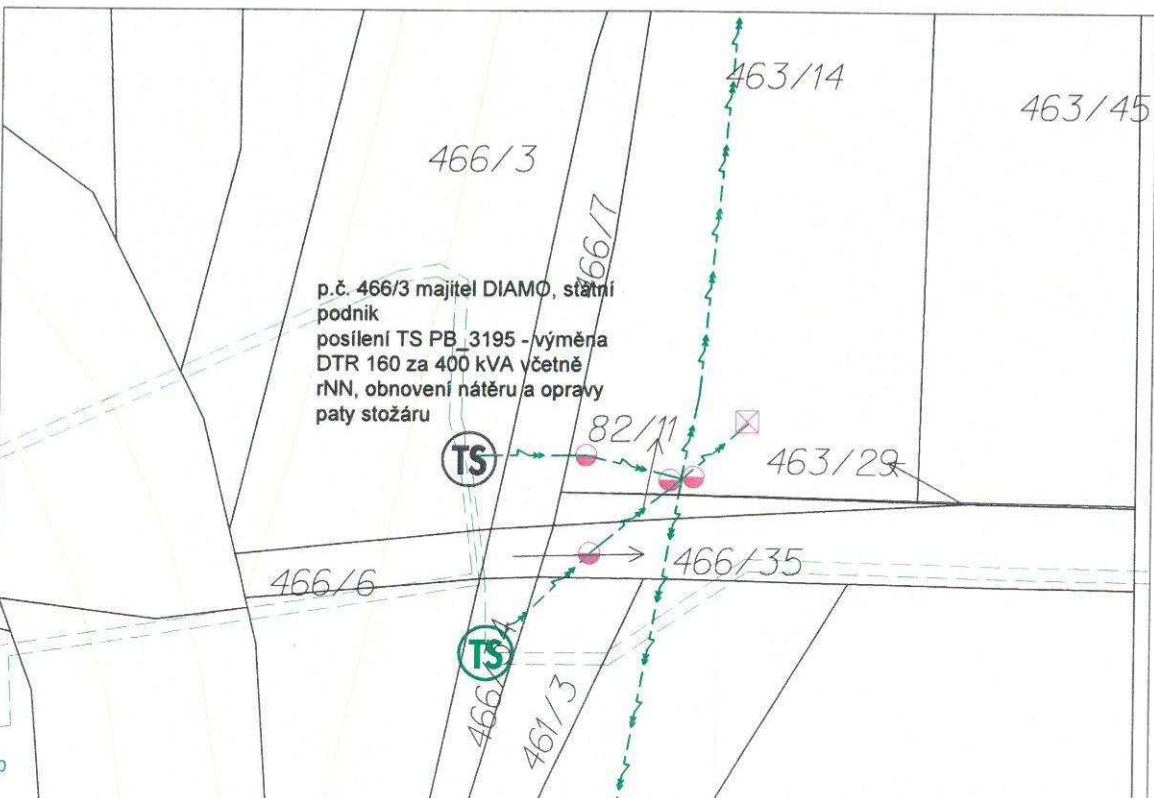 463/14
463/45
466/3
466/7
p.č. 466/3 majitel DIAMO, státní
podnik
posílení TS PB_3195 - výměna
DTR 160 za 400 kVA včetně
rNN, obnovení nátěru a opravy
paty stožáru
82/11
TS
463/29
466/35
466/6
TS
461/3